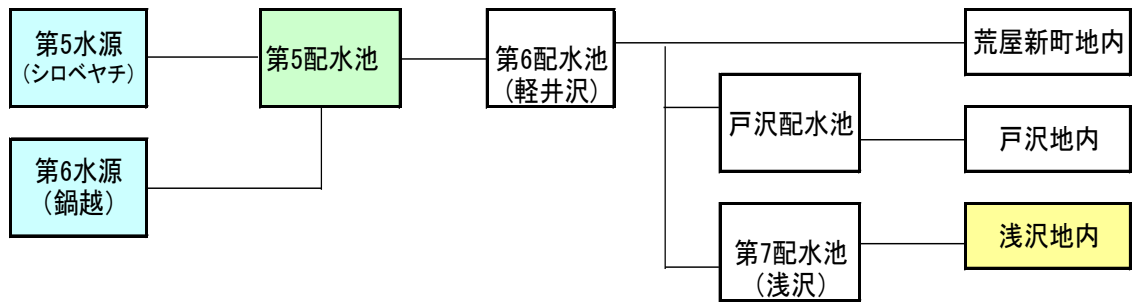 第5水源
(シロベヤチ)
第6水源
(鍋越)
第5配水池
第6配水池
(軽井沢)
戸沢配水池
第7配水池
(浅沢)
荒屋新町地内
戸沢地内
浅沢地内